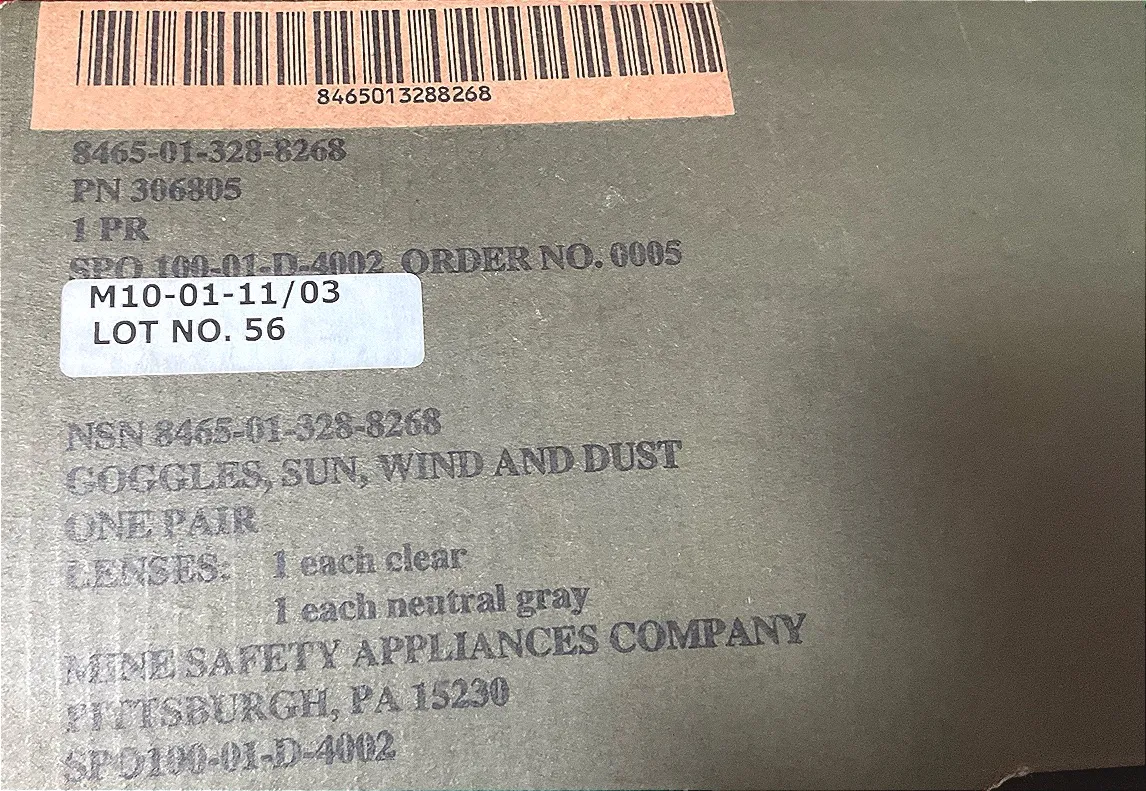 8465013288268
8465-01-328-8268
PN 306805
1 PR
SPO 100-01-D-4002 ORDER NO. 0005
M10-01-11/03
LOT NO. 56
NSN 8465-01-328-8268
GOGGLES, SUN, WIND AND DUST
ONE PAIR
LENSES: 1 each clear
1 each neutral gray
MINE SAFETY APPLIANCES COMPANY
PITTSBURGH, PA 15230
SPO100-01-D-4002